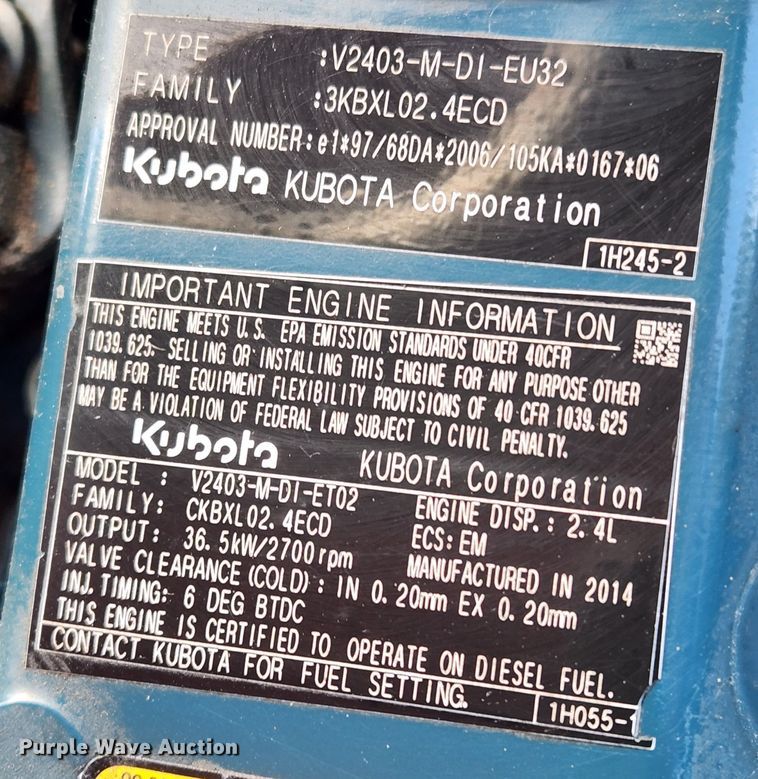 TYPE :V2403-M-DI-EU32
FAMILY :3KBXL02.4ECD
APPROVAL NUMBER:e1*97/68DA*2006/105KA*0167*06
Kubota KUBOTA Corporation
1H245-2
IMPORTANT ENGINE INFORMATION
THIS ENGINE MEETS U.S. EPA EMISSION STANDARDS UNDER 40CFR
1039.625. SELLING OR INSTALLING THIS ENGINE FOR ANY PURPOSE OTHER
THAN FOR THE EQUIPMENT FLEXIBILITY PROVISIONS OF 40 CFR 1039.625
MAY BE A VIOLATION OF FEDERAL LAW SUBJECT TO CIVIL PENALTY.
Kubota KUBOTA Corporation
MODEL : V2403-M-DI-ET02 ENGINE DISP.: 2.4L
FAMILY: CKBXL02.4ECD ECS: EM
OUTPUT: 36.5kW/2700rpm MANUFACTURED IN 2014
VALVE CLEARANCE (COLD): IN 0.20mm EX 0.20mm
INJ.TIMING: 6 DEG BTDC
THIS ENGINE IS CERTIFIED TO OPERATE ON DIESEL FUEL.
CONTACT KUBOTA FOR FUEL SETTING.
1H055-1
Purple Wave Auction